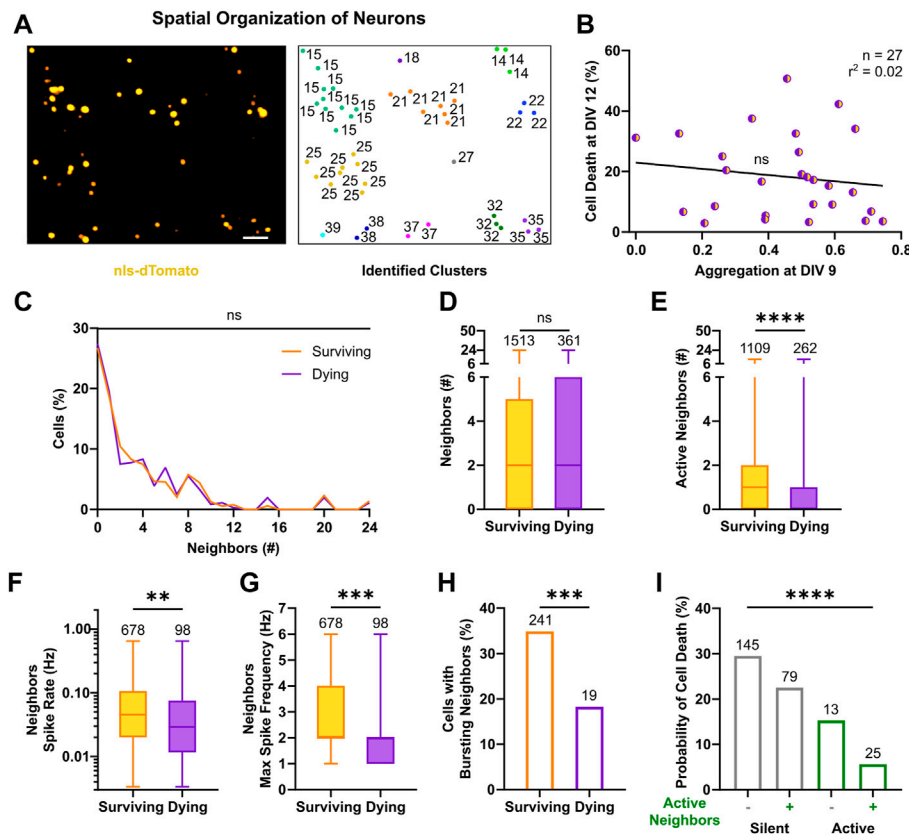 A
Spatial Organization of Neurons
15
15
15
15
15
15
15
15
15
18
14
14
14
21
21
21
21
21
21
22
22
22
25
25
25
25
25
25
25
25
27
32
32
32
35
35
35
37
37
38
38
39
nls-dTomato
Identified Clusters
B
n = 27
r² = 0.02
ns
Cell Death at DIV 12 (%)
60
40
20
0
0.0 0.2 0.4 0.6 0.8
Aggregation at DIV 9
C
ns
Surviving
Dying
Cells (%)
30
20
10
0
0 4 8 12 16 20 24
Neighbors (#)
D
ns
1513 361
Neighbors (#)
50
24
6
6
4
2
0
Surviving Dying
E
****
1109 262
Active Neighbors (#)
50
24
6
6
4
2
0
Surviving Dying
F
**
678 98
Neighbors
Spike Rate (Hz)
1.00
0.10
0.01
Surviving Dying
G
***
678 98
Neighbors
Max Spike Frequency (Hz)
7
6
5
4
3
2
1
0
Surviving Dying
H
***
241
19
Cells with
Bursting Neighbors (%)
40
30
20
10
0
Surviving Dying
I
****
145
79
13
25
Probability of Cell Death (%)
40
30
20
10
0
Active
Neighbors
- + - +
Silent Active